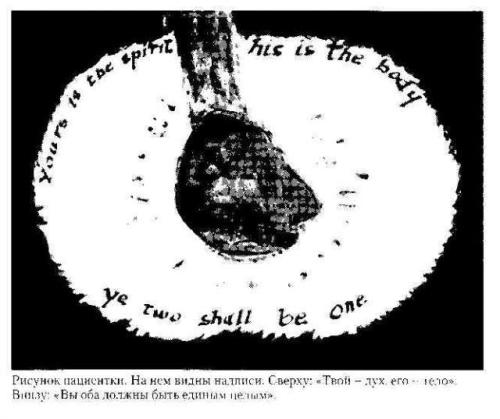 Yours is the spirit his is the body
ye two shall be one
Рисунок пациентки. На нем видны надписи. Сверху: «Твой – дух, его – тело».
Внизу: «Вы оба должны быть единым целым».